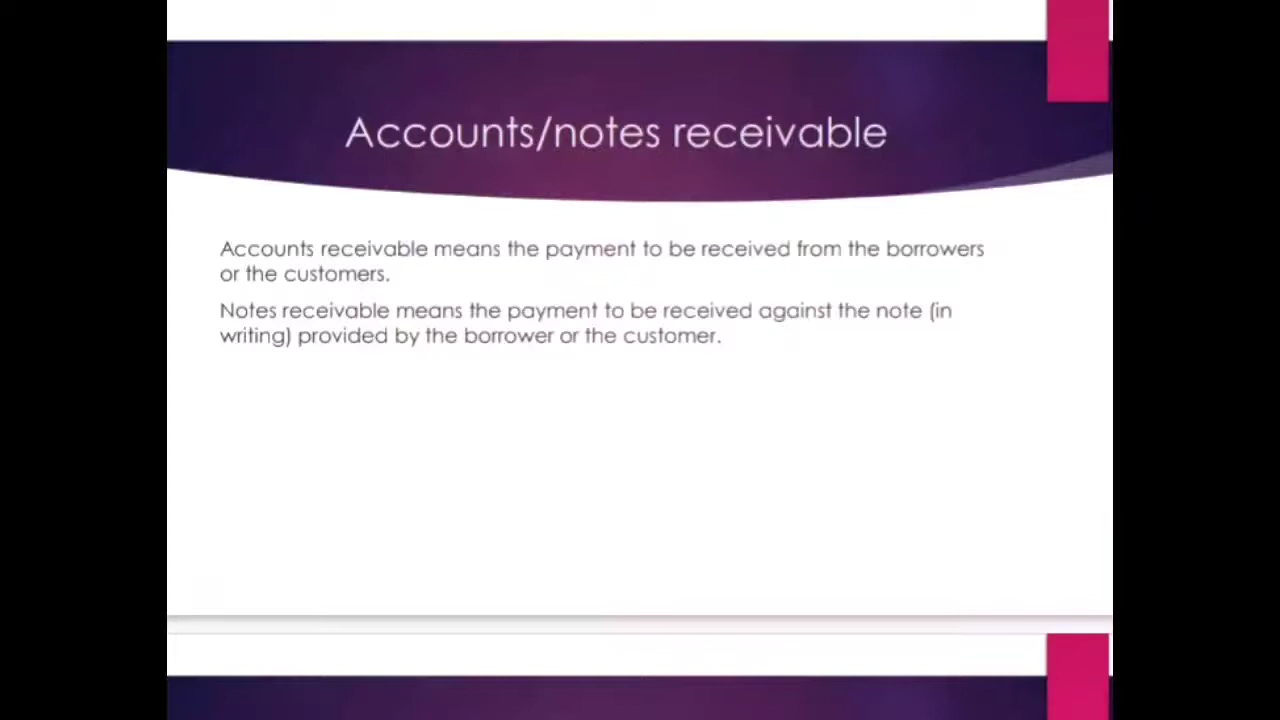 Accounts/notes receivable
Accounts receivable means the payment to be received from the borrowers
or the customers.
Notes receivable means the payment to be received against the note (in
writing) provided by the borrower or the customer.